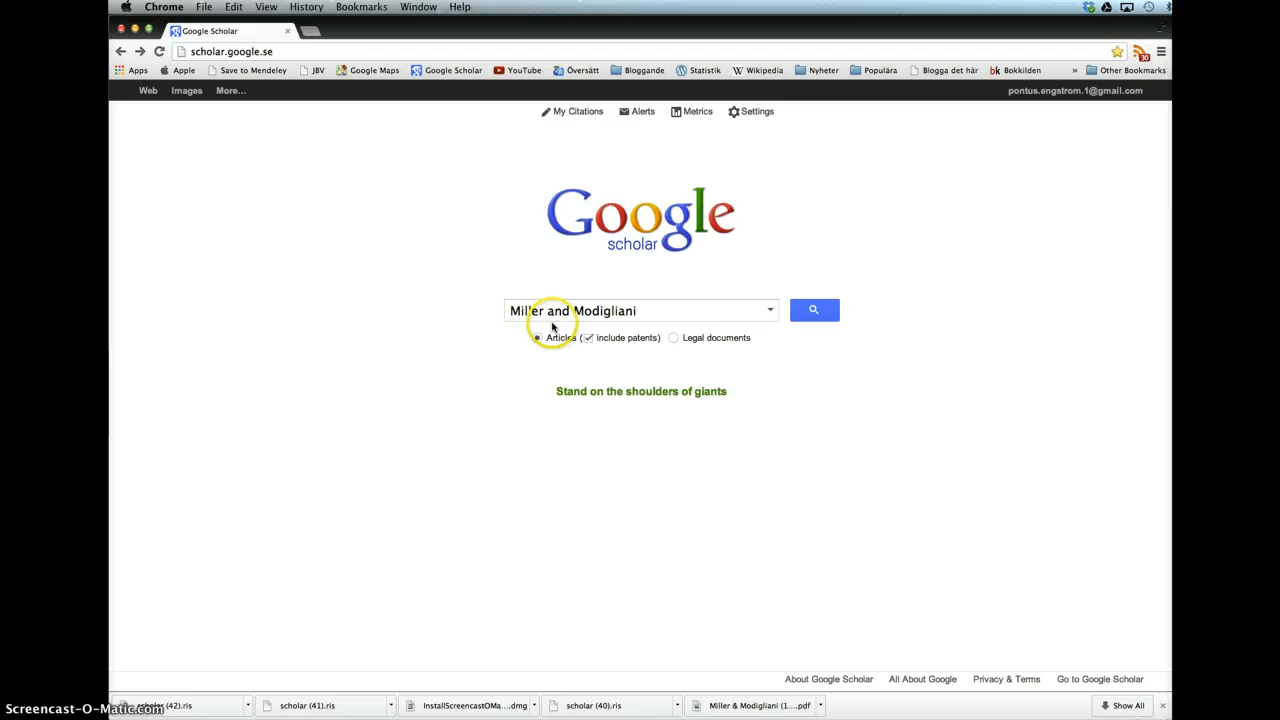 Chrome File Edit View History Bookmarks Window Help
Google Scholar
scholar.google.se
Apps Apple Save to Mendeley JBV Google Maps Google Scholar YouTube Översätt Bloggande Statistik Wikipedia Nyheter Populära Blogga det här Bokkilden » Other Bookmarks
Web Images More... pontus.engstrom.1@gmail.com
My Citations Alerts Metrics Settings
Google
scholar
Miller and Modigliani
Articles (include patents) Legal documents
Stand on the shoulders of giants
About Google Scholar All About Google Privacy & Terms Go to Google Scholar
scholar (42).ris scholar (41).ris InstallScreencastOMa....dmg scholar (40).ris Miller & Modigliani (1....pdf Show All
Screencast-O-Matic.com